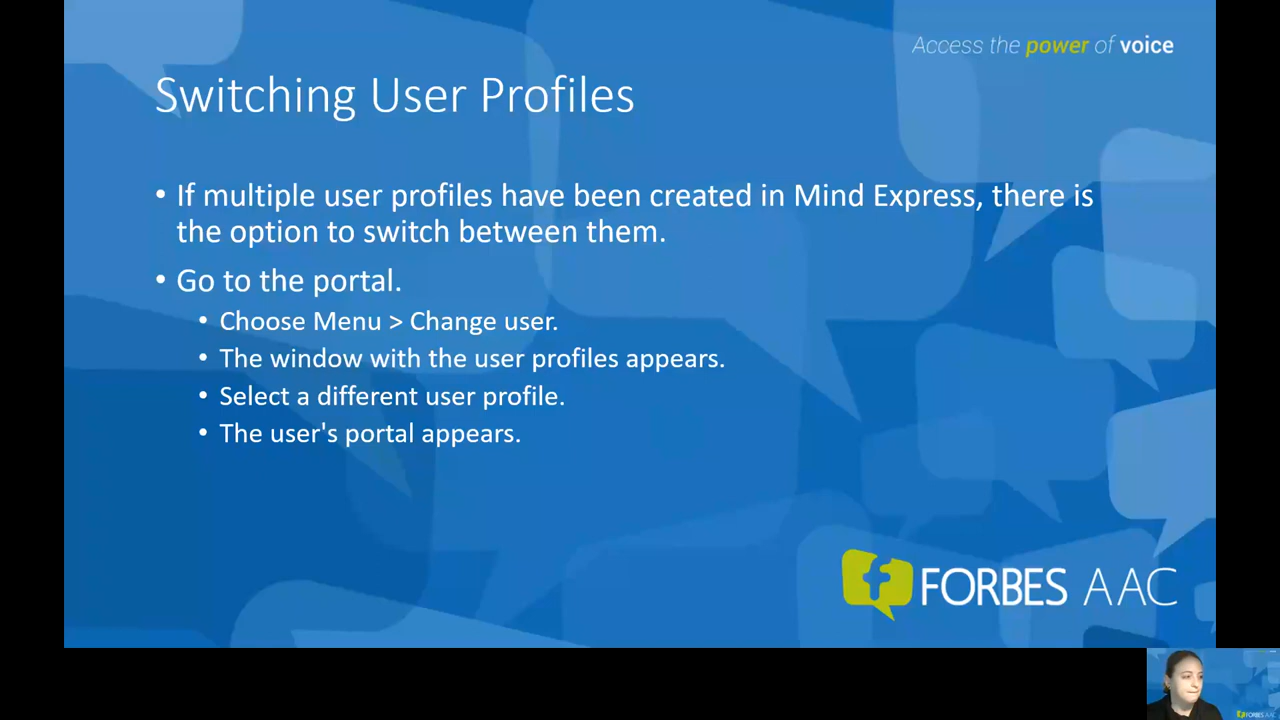 Access the power of voice
Switching User Profiles
• If multiple user profiles have been created in Mind Express, there is
the option to switch between them.
• Go to the portal.
• Choose Menu > Change user.
• The window with the user profiles appears.
• Select a different user profile.
• The user's portal appears.
FORBES AAC